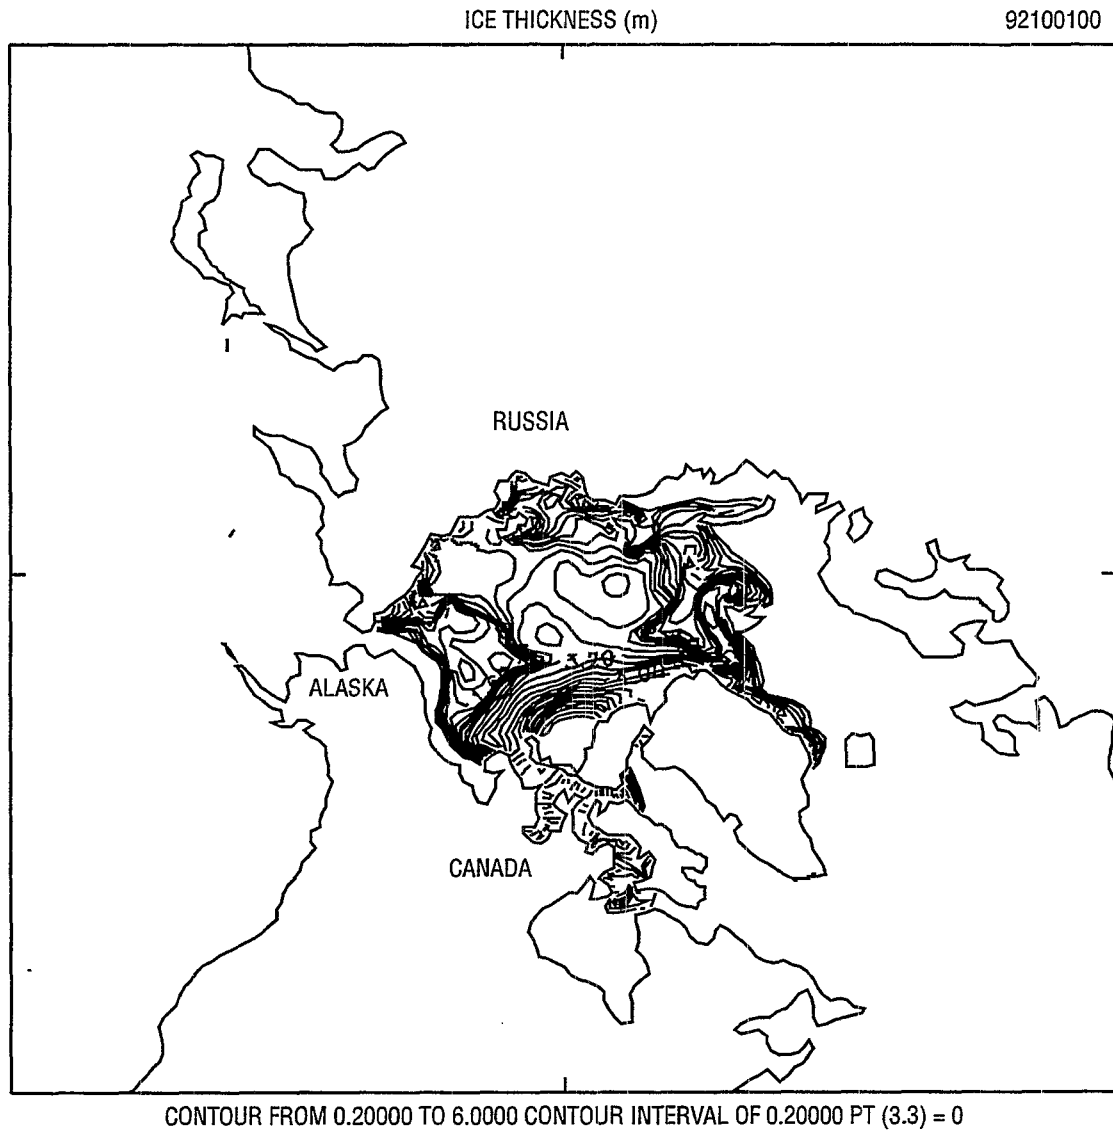 ICE THICKNESS (m) 92100100
RUSSIA
ALASKA
CANADA
CONTOUR FROM 0.20000 TO 6.0000 CONTOUR INTERVAL OF 0.20000 PT (3.3) = 0